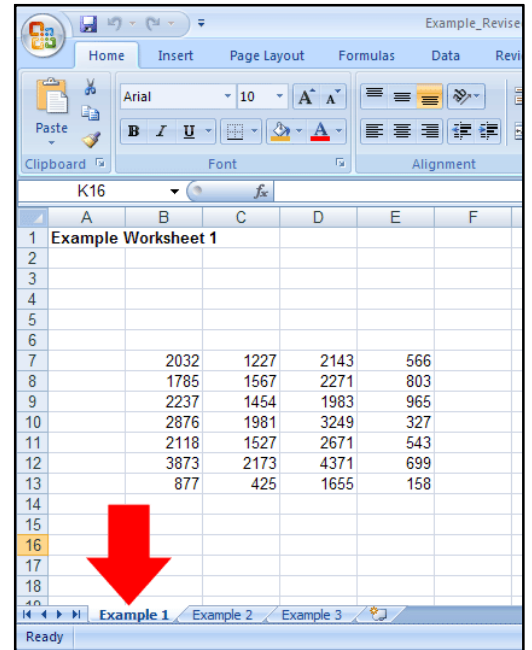 Example_Revise
Home Insert Page Layout Formulas Data Revi
Arial 10 A A
Paste B I U A
Clipboard Font Alignment
K16 fx
A B C D E F
1 Example Worksheet 1
2
3
4
5
6
7 2032 1227 2143 566
8 1785 1567 2271 803
9 2237 1454 1983 965
10 2876 1981 3249 327
11 2118 1527 2671 543
12 3873 2173 4371 699
13 877 425 1655 158
14
15
16
17
18
Example 1 Example 2 Example 3
Ready